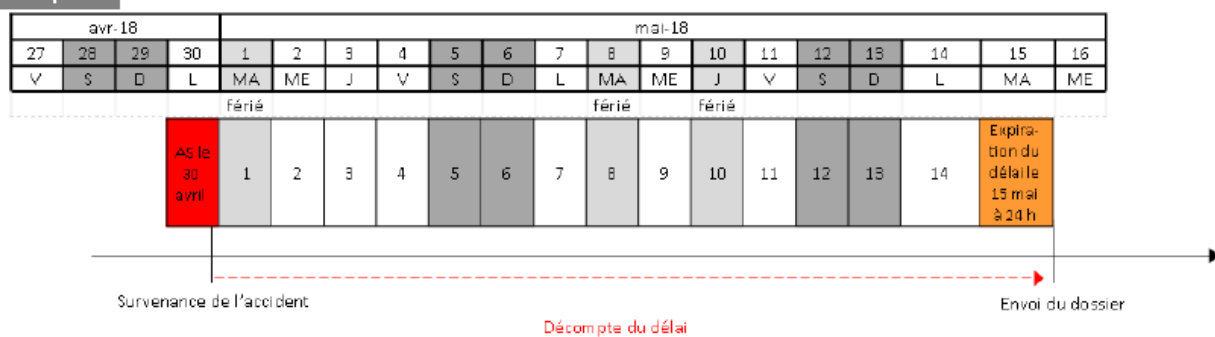 avr-18 mai-18
27 28 29 30 1 2 3 4 5 6 7 8 9 10 11 12 13 14 15 16
V S D L MA ME J V S D L MA ME J V S D L MA ME
férié férié férié
AS le
30
avril
1 2 3 4 5 6 7 8 9 10 11 12 13 14
Expira-
tion du
délai le
15 mai
à 24 h
Survenance de l'accident
Envoi du dossier
Décompte du délai